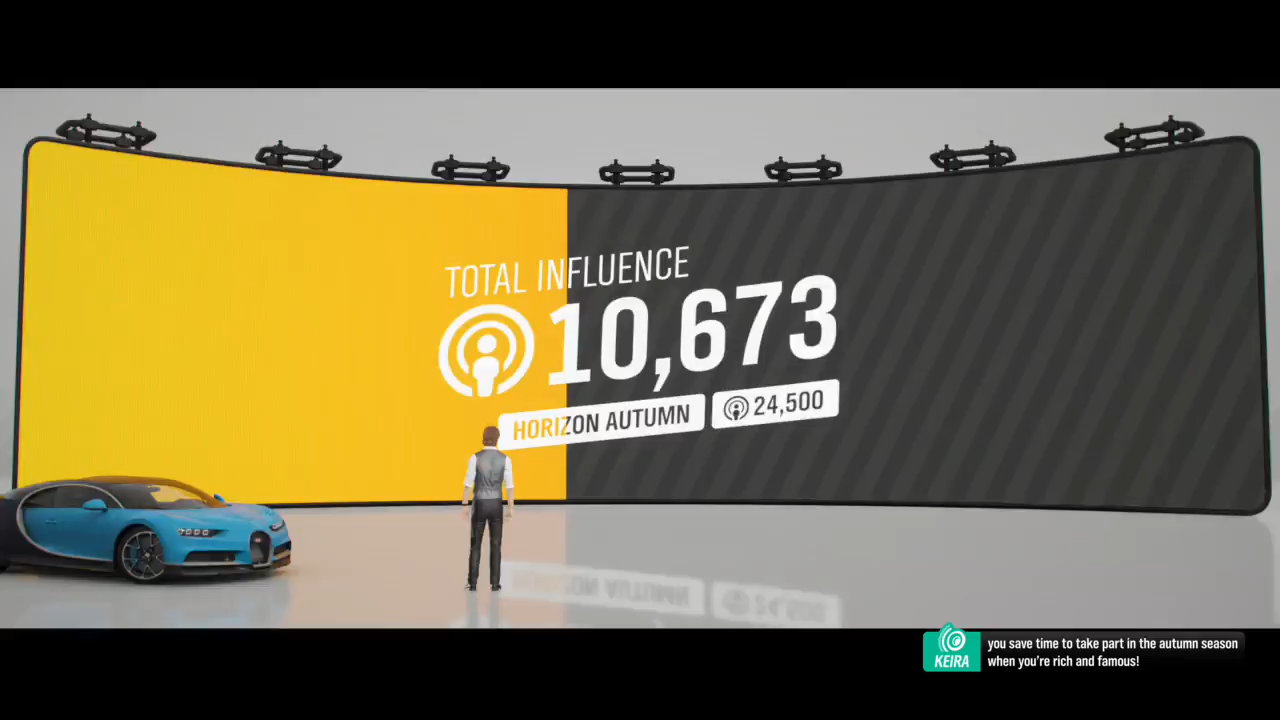 TOTAL INFLUENCE
10,673
HORIZON AUTUMN
24,500
KEIRA
you save time to take part in the autumn season
when you're rich and famous!